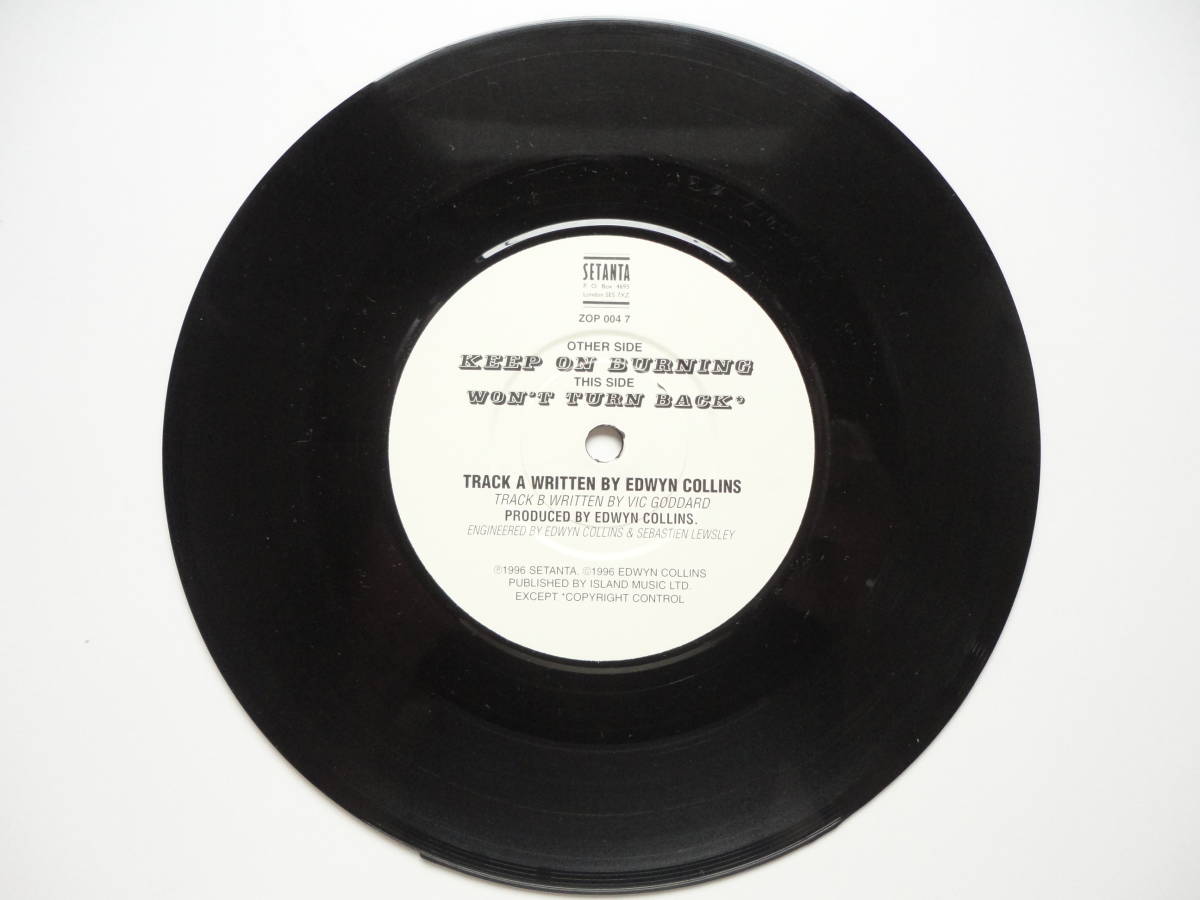 SETANTA
P. O. Box 4693
London SE5 7XZ
ZOP 004 7
OTHER SIDE
KEEP ON BURNING
THIS SIDE
WON'T TURN BACK*
TRACK A WRITTEN BY EDWYN COLLINS
TRACK B WRITTEN BY VIC GODDARD
PRODUCED BY EDWYN COLLINS.
ENGINEERED BY EDWYN COLLINS & SEBASTIEN LEWSLEY
℗1996 SETANTA. ©1996 EDWYN COLLINS
PUBLISHED BY ISLAND MUSIC LTD.
EXCEPT *COPYRIGHT CONTROL